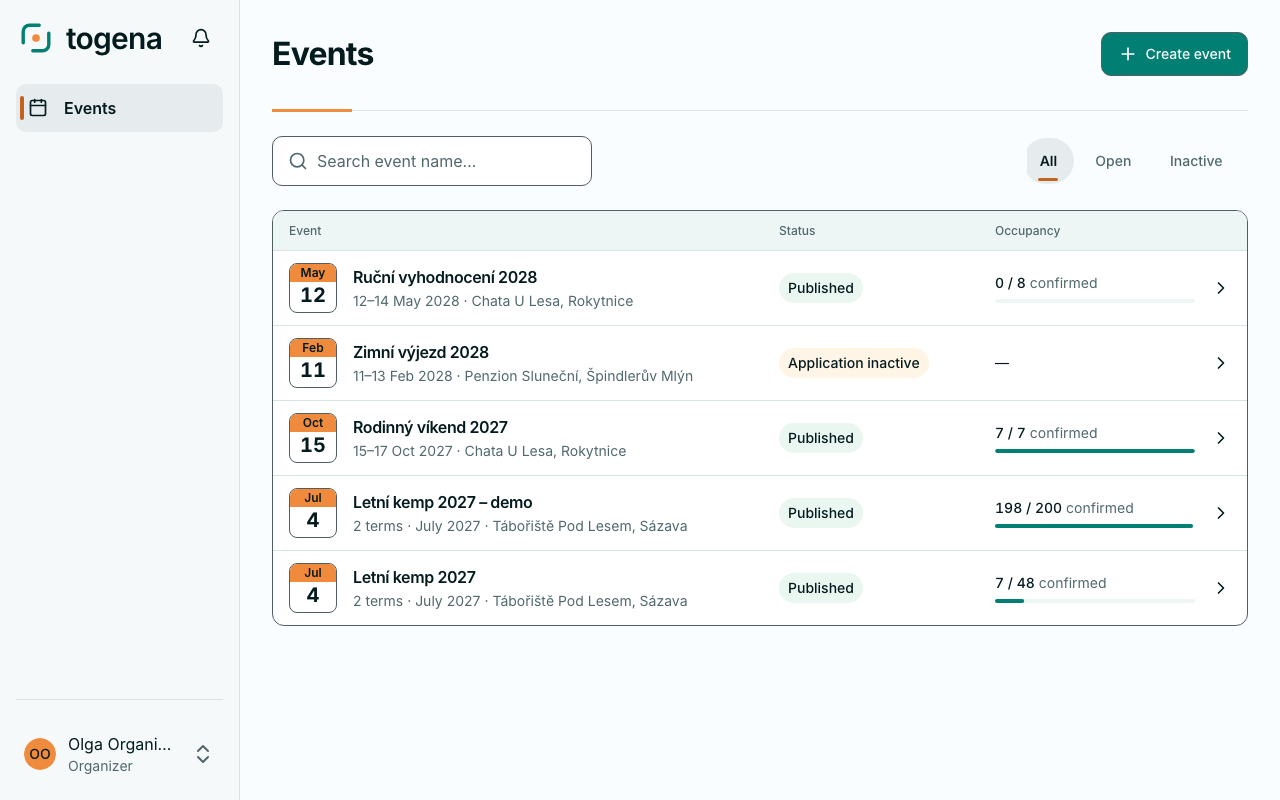 togena
Events
Events
Create event
Search event name...
All
Open
Inactive
Event
Status
Occupancy
May
12
Ruční vyhodnocení 2028
12–14 May 2028 · Chata U Lesa, Rokytnice
Published
0 / 8 confirmed
Feb
11
Zimní výjezd 2028
11–13 Feb 2028 · Penzion Sluneční, Špindlerův Mlýn
Application inactive
—
Oct
15
Rodinný víkend 2027
15–17 Oct 2027 · Chata U Lesa, Rokytnice
Published
7 / 7 confirmed
Jul
4
Letní kemp 2027 – demo
2 terms · July 2027 · Tábořiště Pod Lesem, Sázava
Published
198 / 200 confirmed
Jul
4
Letní kemp 2027
2 terms · July 2027 · Tábořiště Pod Lesem, Sázava
Published
7 / 48 confirmed
OO
Olga Organi...
Organizer